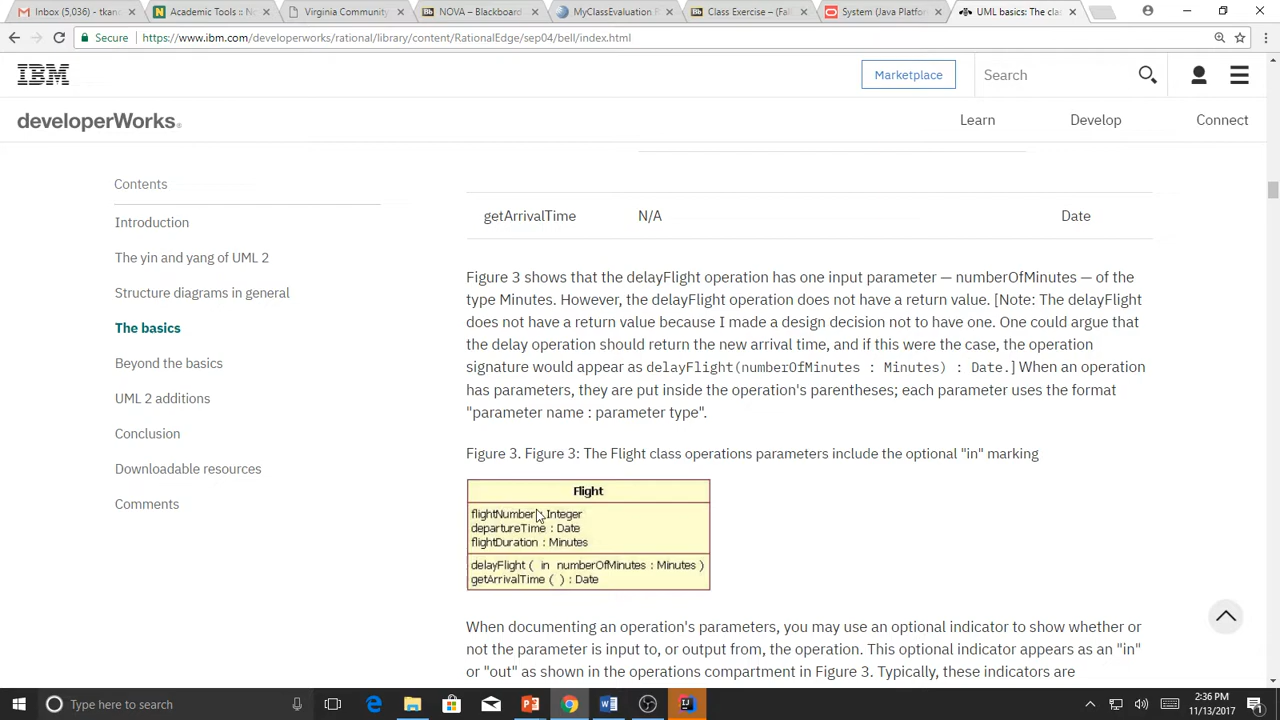 Inbox (5,036) - tkan
Academic Tools :: N
Virginia Community
NOVA – Blackboard
MyClassEvaluation
Class Exercise – (Fal
System (Java Platfor
UML basics: The cla
Secure
https://www.ibm.com/developerworks/rational/library/content/RationalEdge/sep04/bell/index.html
IBM
Marketplace
Search
developerWorks®
Learn
Develop
Connect
Contents
Introduction
The yin and yang of UML 2
Structure diagrams in general
The basics
Beyond the basics
UML 2 additions
Conclusion
Downloadable resources
Comments
getArrivalTime N/A Date
Figure 3 shows that the delayFlight operation has one input parameter — numberOfMinutes — of the
type Minutes. However, the delayFlight operation does not have a return value. [Note: The delayFlight
does not have a return value because I made a design decision not to have one. One could argue that
the delay operation should return the new arrival time, and if this were the case, the operation
signature would appear as delayFlight(numberOfMinutes : Minutes) : Date.] When an operation
has parameters, they are put inside the operation's parentheses; each parameter uses the format
"parameter name : parameter type".
Figure 3. Figure 3: The Flight class operations parameters include the optional "in" marking
Flight
flightNumber : Integer
departureTime : Date
flightDuration : Minutes
delayFlight ( in numberOfMinutes : Minutes )
getArrivalTime ( ) : Date
When documenting an operation's parameters, you may use an optional indicator to show whether or
not the parameter is input to, or output from, the operation. This optional indicator appears as an "in"
or "out" as shown in the operations compartment in Figure 3. Typically, these indicators are
Type here to search
2:36 PM
11/13/2017